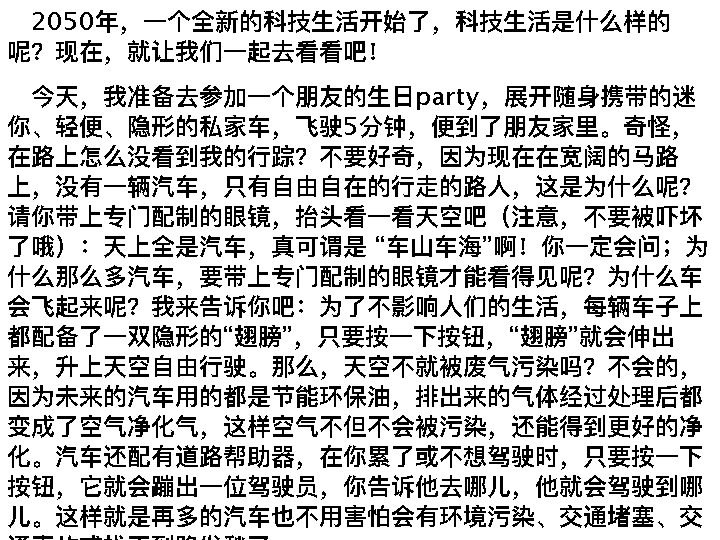 2050年，一个全新的科技生活开始了，科技生活是什么样的
呢？现在，就让我们一起去看看吧！
今天，我准备去参加一个朋友的生日party，展开随身携带的迷
你、轻便、隐形的私家车，飞驶5分钟，便到了朋友家里。奇怪，
在路上怎么没看到我的行踪？不要好奇，因为现在在宽阔的马路
上，没有一辆汽车，只有自由自在的行走的路人，这是为什么呢？
请你带上专门配制的眼镜，抬头看一看天空吧（注意，不要被吓坏
了哦）：天上全是汽车，真可谓是 “车山车海”啊！你一定会问；为
什么那么多汽车，要带上专门配制的眼镜才能看得见呢？为什么车
会飞起来呢？我来告诉你吧：为了不影响人们的生活，每辆车子上
都配备了一双隐形的“翅膀”，只要按一下按钮，“翅膀”就会伸出
来，升上天空自由行驶。那么，天空不就被废气污染吗？不会的，
因为未来的汽车用的都是节能环保油，排出来的气体经过处理后都
变成了空气净化气，这样空气不但不会被污染，还能得到更好的净
化。汽车还配有道路帮助器，在你累了或不想驾驶时，只要按一下
按钮，它就会蹦出一位驾驶员，你告诉他去哪儿，他就会驾驶到哪
儿。这样就是再多的汽车也不用害怕会有环境污染、交通堵塞、交